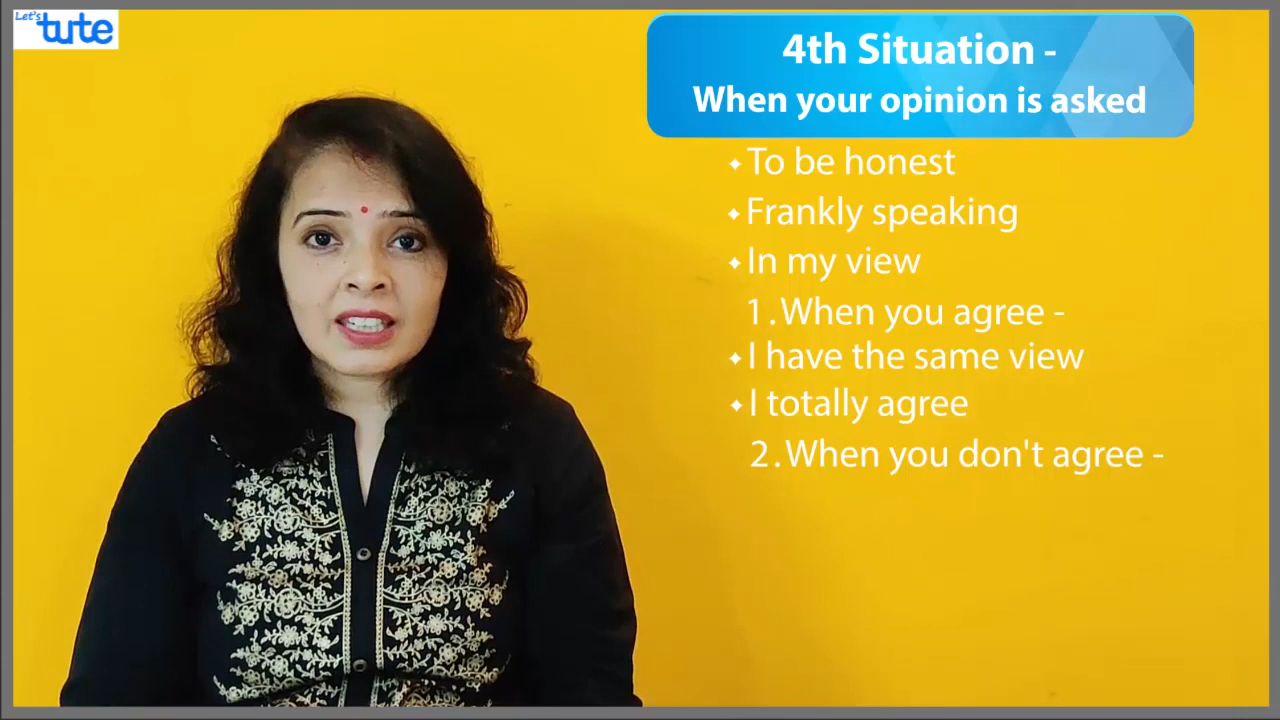 Let's
tute
4th Situation -
When your opinion is asked
To be honest
Frankly speaking
In my view
1.When you agree -
I have the same view
I totally agree
2.When you don't agree -